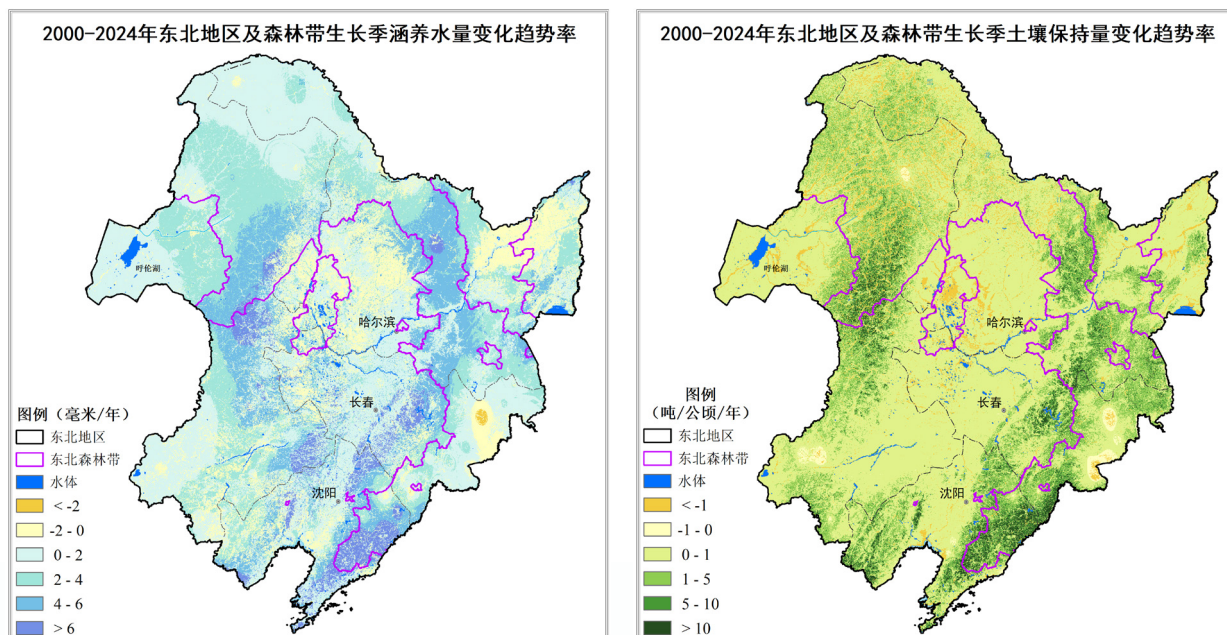 2000-2024年东北地区及森林带生长季涵养水量变化趋势率
呼伦湖
哈尔滨
长春
沈阳
图例（毫米/年）
东北地区
东北森林带
水体
< -2
-2 - 0
0 - 2
2 - 4
4 - 6
> 6
2000-2024年东北地区及森林带生长季土壤保持量变化趋势率
呼伦湖
哈尔滨
长春
沈阳
图例
（吨/公顷/年）
东北地区
东北森林带
水体
< -1
-1 - 0
0 - 1
1 - 5
5 - 10
> 10